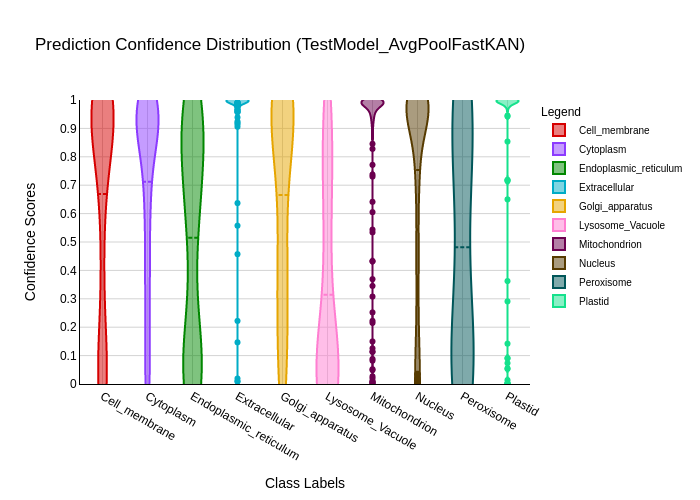 Prediction Confidence Distribution (TestModel_AvgPoolFastKAN)
Legend
Cell_membrane
Cytoplasm
Endoplasmic_reticulum
Extracellular
Golgi_apparatus
Lysosome_Vacuole
Mitochondrion
Nucleus
Peroxisome
Plastid
Confidence Scores
1
0.9
0.8
0.7
0.6
0.5
0.4
0.3
0.2
0.1
0
Cell_membrane
Cytoplasm
Endoplasmic_reticulum
Extracellular
Golgi_apparatus
Lysosome_Vacuole
Mitochondrion
Nucleus
Peroxisome
Plastid
Class Labels